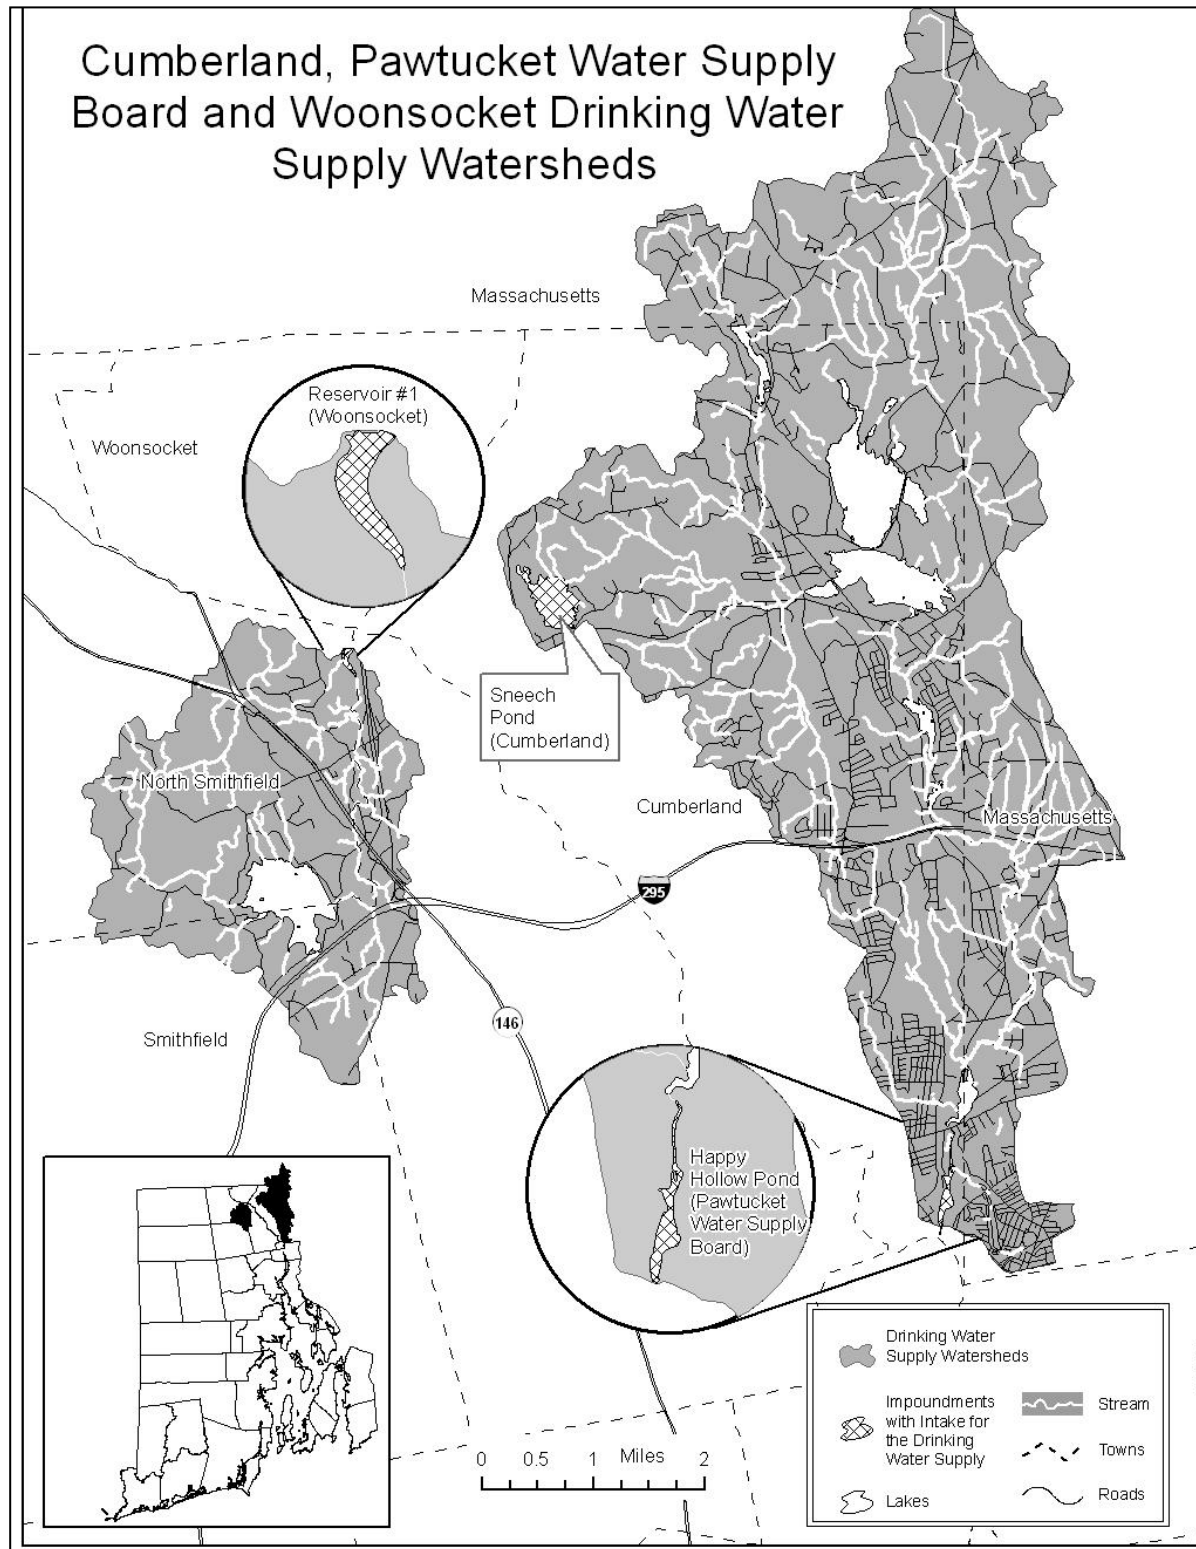 Cumberland, Pawtucket Water Supply
Board and Woonsocket Drinking Water
Supply Watersheds
Massachusetts
Reservoir #1
(Woonsocket)
Woonsocket
Sneech
Pond
(Cumberland)
North Smithfield
Cumberland
Massachusetts
295
146
Smithfield
Happy
Hollow Pond
(Pawtucket
Water Supply
Board)
Drinking Water
Supply Watersheds
Impoundments
with Intake for
the Drinking
Water Supply
Lakes
Stream
Towns
Roads
0 0.5 1 Miles 2